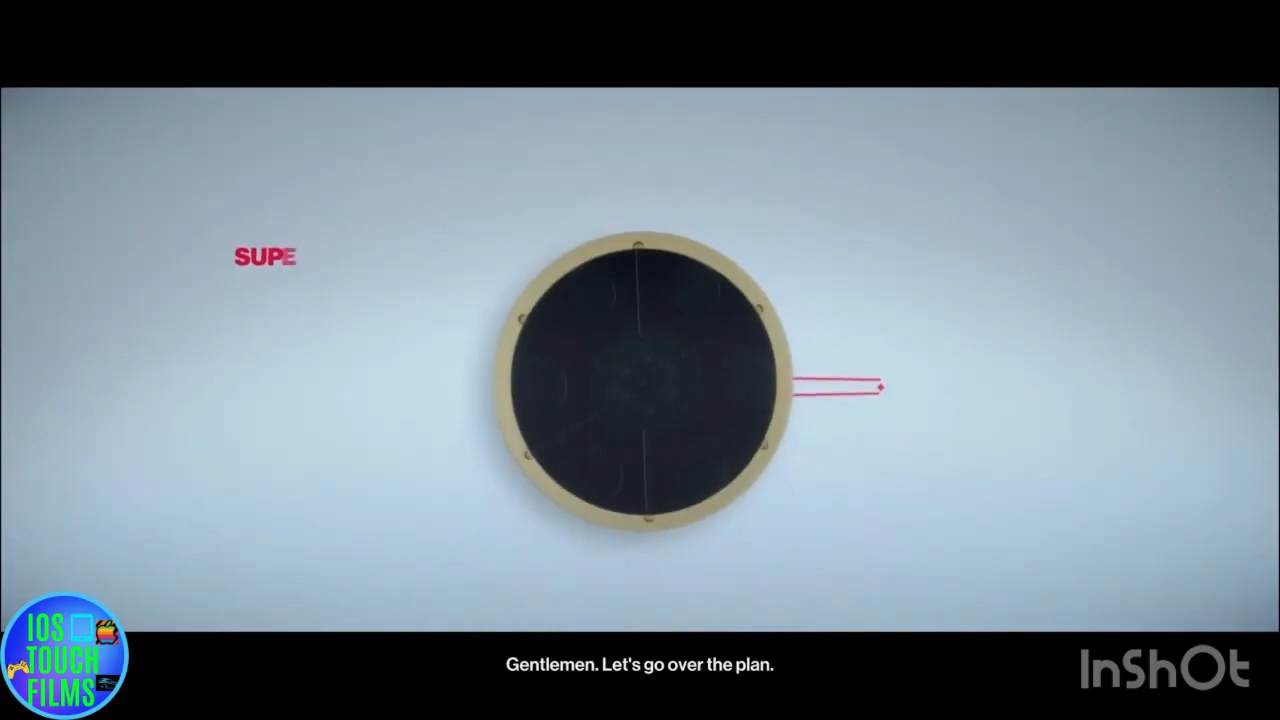 SUPE
IOS
TOUCH
FILMS
Gentlemen. Let's go over the plan.
InShOt